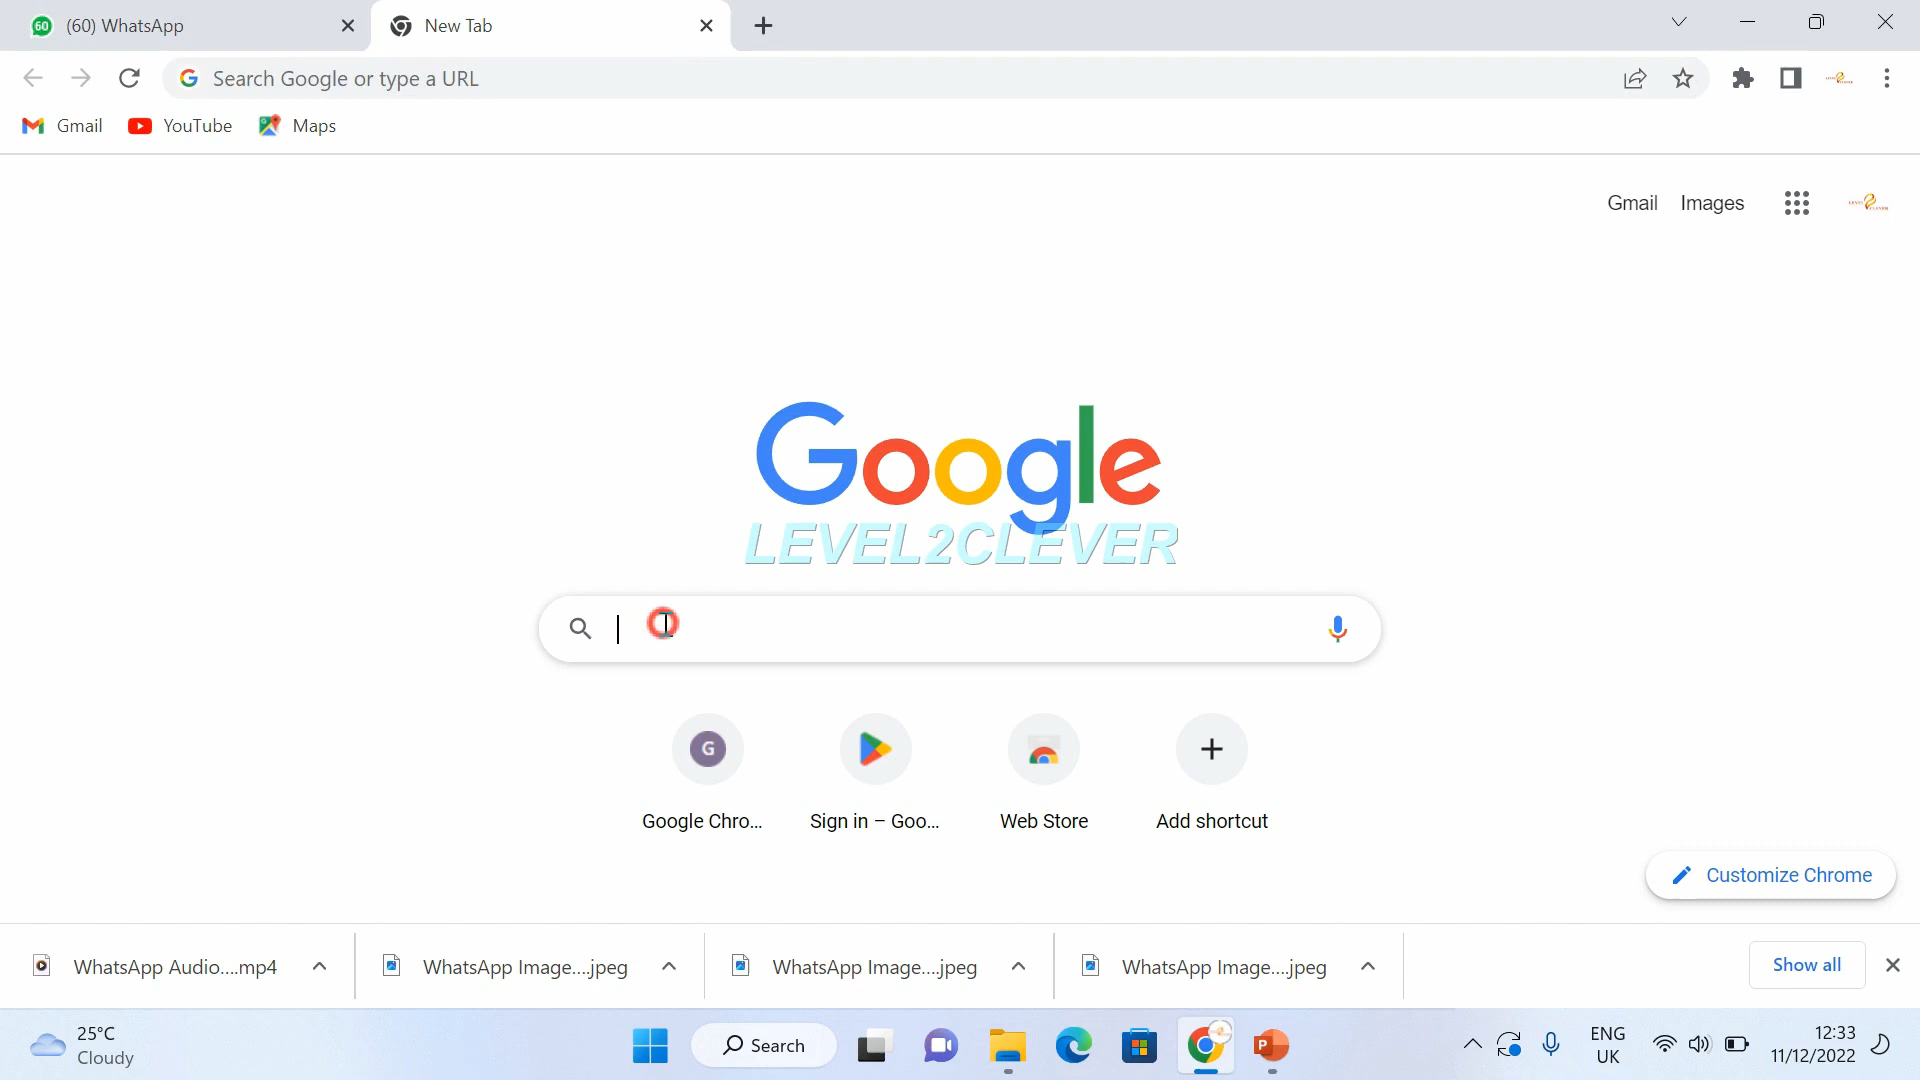 60 (60) WhatsApp
New Tab
Search Google or type a URL
Gmail YouTube Maps
Gmail Images
Google
LEVEL2CLEVER
G
Google Chro... Sign in – Goo... Web Store Add shortcut
Customize Chrome
WhatsApp Audio....mp4 WhatsApp Image....jpeg WhatsApp Image....jpeg WhatsApp Image....jpeg Show all
25°C
Cloudy
Search
P
ENG
UK
12:33
11/12/2022